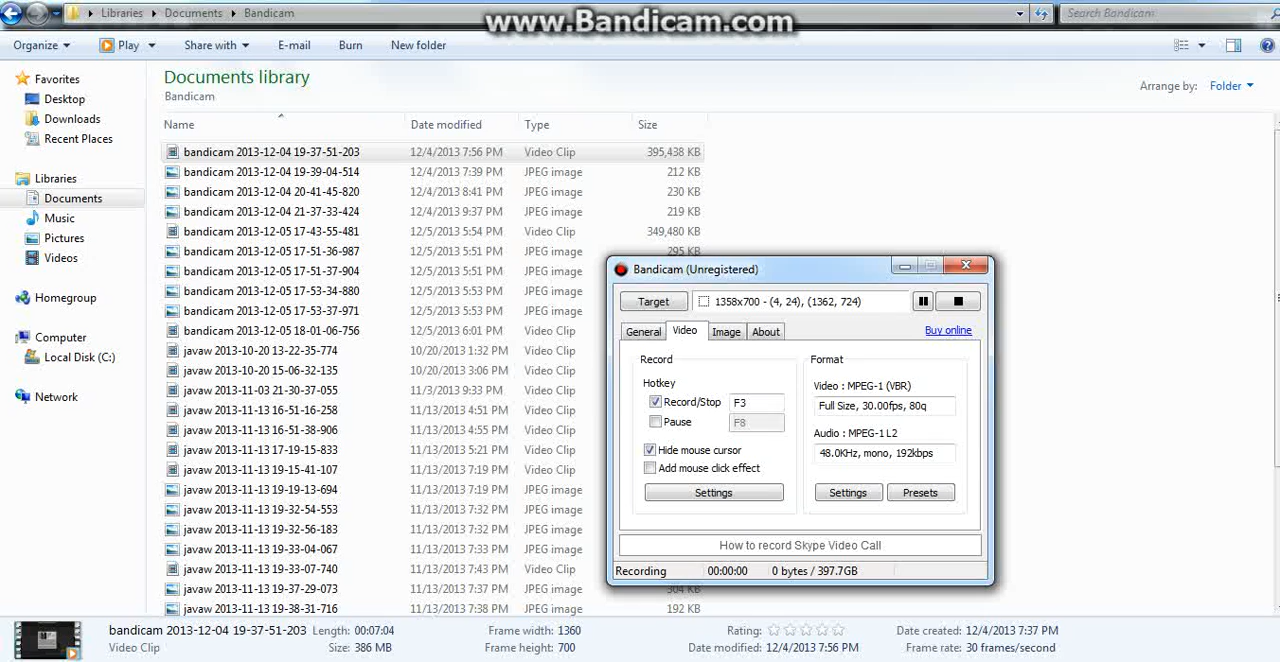 www.Bandicam.com
Libraries Documents Bandicam Search Bandicam
Organize Play Share with E-mail Burn New folder
Favorites
Desktop
Downloads
Recent Places
Libraries
Documents
Music
Pictures
Videos
Homegroup
Computer
Local Disk (C:)
Network
Documents library
Bandicam
Arrange by: Folder
Name Date modified Type Size
bandicam 2013-12-04 19-37-51-203 12/4/2013 7:56 PM Video Clip 395,438 KB
bandicam 2013-12-04 19-39-04-514 12/4/2013 7:39 PM JPEG image 212 KB
bandicam 2013-12-04 20-41-45-820 12/4/2013 8:41 PM JPEG image 230 KB
bandicam 2013-12-04 21-37-33-424 12/4/2013 9:37 PM JPEG image 219 KB
bandicam 2013-12-05 17-43-55-481 12/5/2013 5:54 PM Video Clip 349,480 KB
bandicam 2013-12-05 17-51-36-987 12/5/2013 5:51 PM JPEG image 295 KB
bandicam 2013-12-05 17-51-37-904 12/5/2013 5:51 PM JPEG image
bandicam 2013-12-05 17-53-34-880 12/5/2013 5:53 PM JPEG image
bandicam 2013-12-05 17-53-37-971 12/5/2013 5:53 PM JPEG image
bandicam 2013-12-05 18-01-06-756 12/5/2013 6:01 PM Video Clip
javaw 2013-10-20 13-22-35-774 10/20/2013 1:32 PM Video Clip
javaw 2013-10-20 15-06-32-135 10/20/2013 3:06 PM Video Clip
javaw 2013-11-03 21-30-37-055 11/3/2013 9:33 PM Video Clip
javaw 2013-11-13 16-51-16-258 11/13/2013 4:51 PM Video Clip
javaw 2013-11-13 16-51-38-906 11/13/2013 4:55 PM Video Clip
javaw 2013-11-13 17-19-15-833 11/13/2013 5:21 PM Video Clip
javaw 2013-11-13 19-15-41-107 11/13/2013 7:19 PM Video Clip
javaw 2013-11-13 19-19-13-694 11/13/2013 7:19 PM JPEG image
javaw 2013-11-13 19-32-54-553 11/13/2013 7:32 PM JPEG image
javaw 2013-11-13 19-32-56-183 11/13/2013 7:32 PM JPEG image
javaw 2013-11-13 19-33-04-067 11/13/2013 7:33 PM JPEG image
javaw 2013-11-13 19-33-07-740 11/13/2013 7:43 PM Video Clip
javaw 2013-11-13 19-37-29-073 11/13/2013 7:37 PM JPEG image 304 KB
javaw 2013-11-13 19-38-31-716 11/13/2013 7:38 PM JPEG image 192 KB
Bandicam (Unregistered)
Target 1358x700 - (4, 24), (1362, 724)
General Video Image About Buy online
Record
Hotkey
Record/Stop F3
Pause F8
Hide mouse cursor
Add mouse click effect
Settings
Format
Video : MPEG-1 (VBR)
Full Size, 30.00fps, 80q
Audio : MPEG-1 L2
48.0KHz, mono, 192kbps
Settings Presets
How to record Skype Video Call
Recording 00:00:00 0 bytes / 397.7GB
bandicam 2013-12-04 19-37-51-203 Length: 00:07:04 Frame width: 1360 Rating: Date created: 12/4/2013 7:37 PM
Video Clip Size: 386 MB Frame height: 700 Date modified: 12/4/2013 7:56 PM Frame rate: 30 frames/second